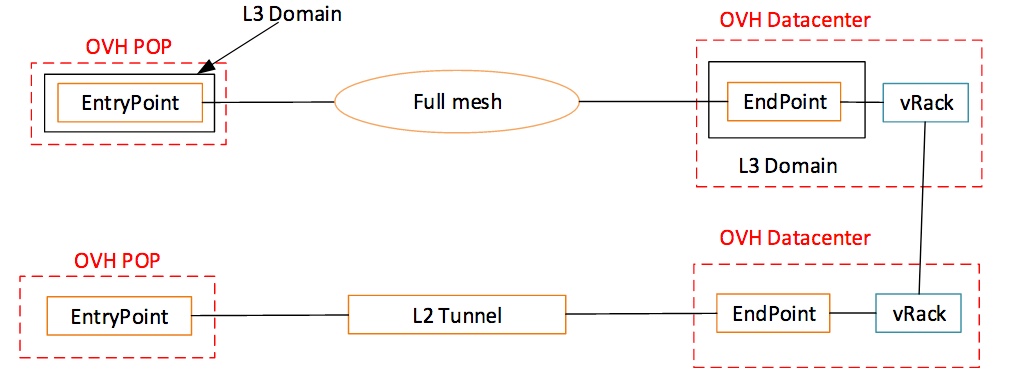 L3 Domain
OVH POP
OVH Datacenter
EntryPoint
Full mesh
EndPoint
vRack
L3 Domain
OVH POP
OVH Datacenter
EntryPoint
L2 Tunnel
EndPoint
vRack